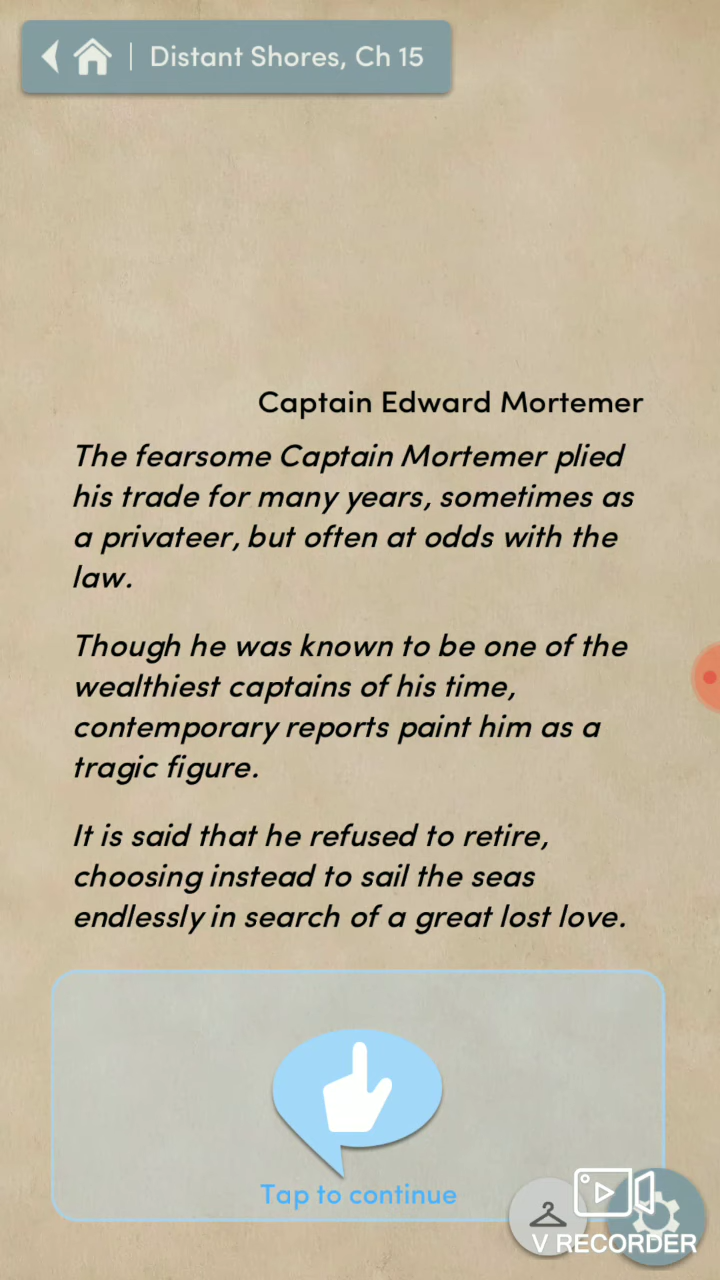 Distant Shores, Ch 15
Captain Edward Mortemer
The fearsome Captain Mortemer plied
his trade for many years, sometimes as
a privateer, but often at odds with the
law.
Though he was known to be one of the
wealthiest captains of his time,
contemporary reports paint him as a
tragic figure.
It is said that he refused to retire,
choosing instead to sail the seas
endlessly in search of a great lost love.
Tap to continue
V RECORDER